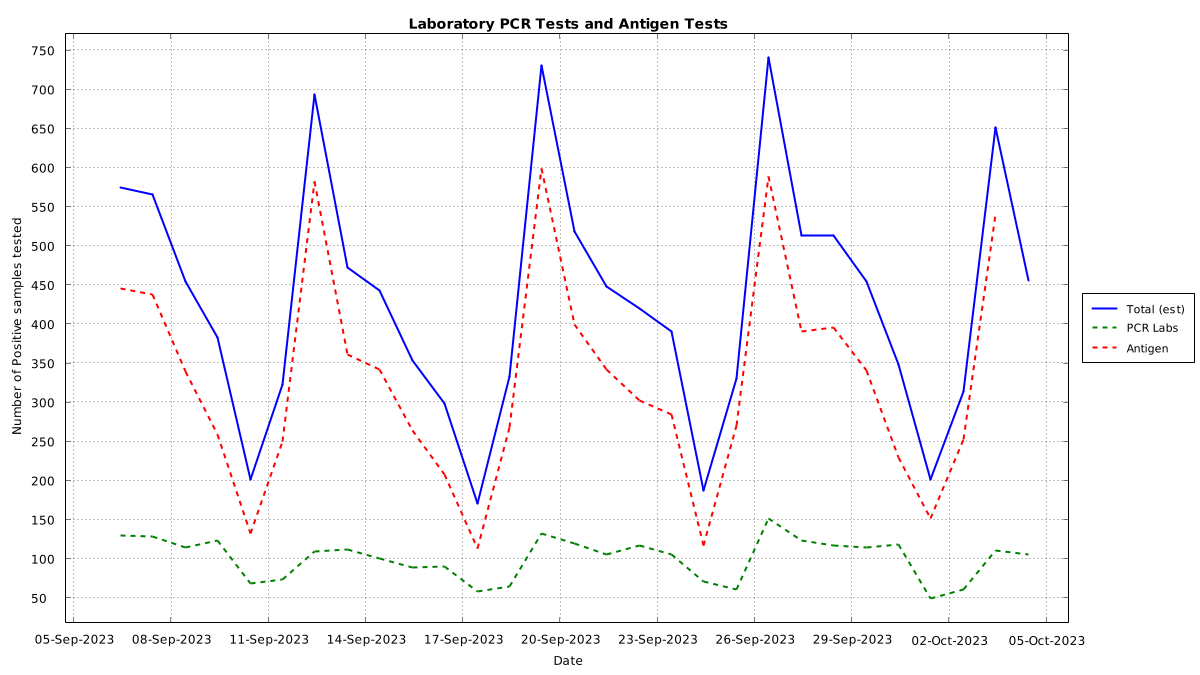 Laboratory PCR Tests and Antigen Tests
Number of Positive samples tested
750
700
650
600
550
500
450
400
350
300
250
200
150
100
50
05-Sep-2023 08-Sep-2023 11-Sep-2023 14-Sep-2023 17-Sep-2023 20-Sep-2023 23-Sep-2023 26-Sep-2023 29-Sep-2023 02-Oct-2023 05-Oct-2023
Date
Total (est)
PCR Labs
Antigen